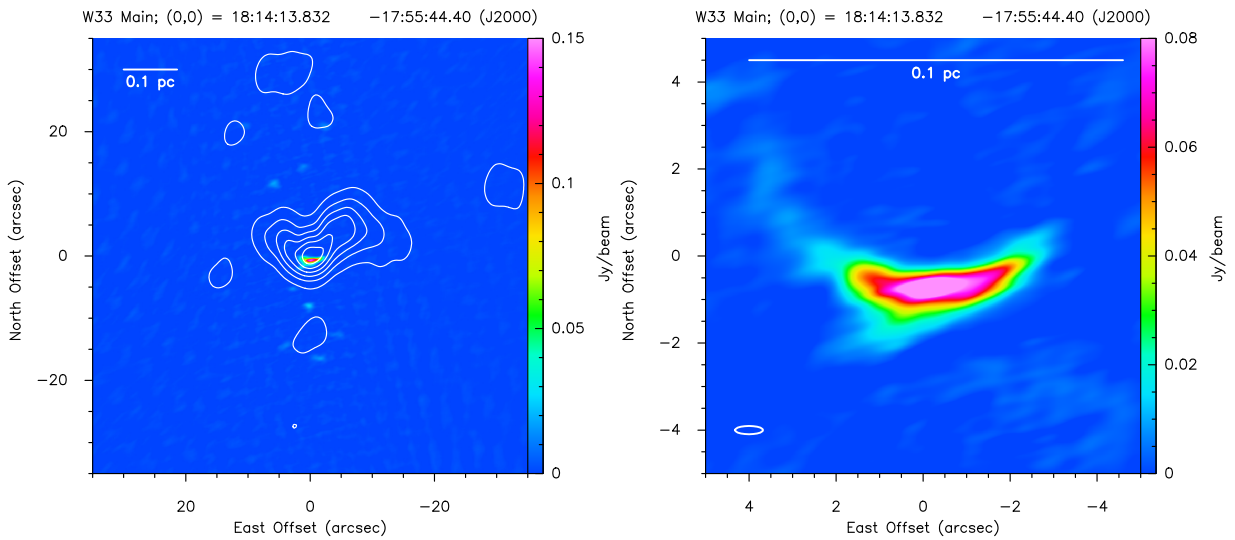 W33 Main; (0,0) = 18:14:13.832 −17:55:44.40 (J2000)
0.1 pc
20
0
−20
North Offset (arcsec)
20
0
−20
East Offset (arcsec)
0.15
0.1
0.05
0
Jy/beam
W33 Main; (0,0) = 18:14:13.832 −17:55:44.40 (J2000)
0.1 pc
4
2
0
−2
−4
North Offset (arcsec)
4
2
0
−2
−4
East Offset (arcsec)
0.08
0.06
0.04
0.02
0
Jy/beam